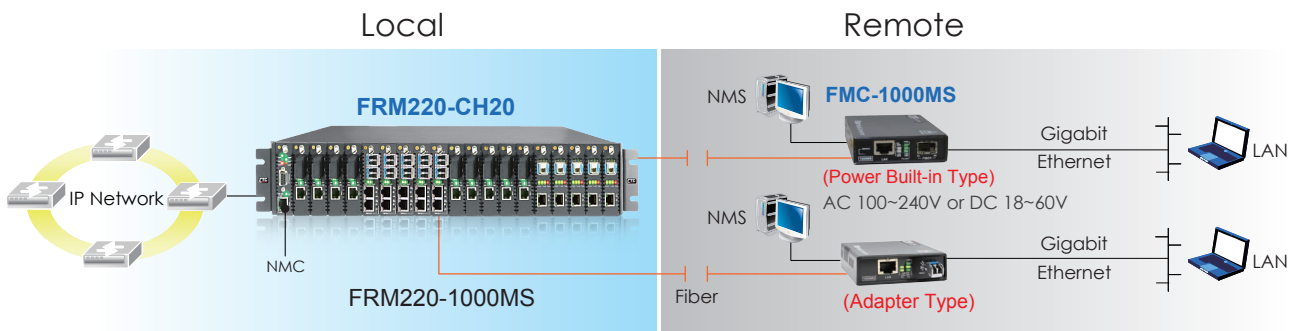 Local
Remote
FRM220-CH20
NMS
FMC-1000MS
Gigabit
Ethernet
LAN
IP Network
(Power Built-in Type)
AC 100~240V or DC 18~60V
NMS
NMC
FRM220-1000MS
Fiber
Gigabit
Ethernet
LAN
(Adapter Type)